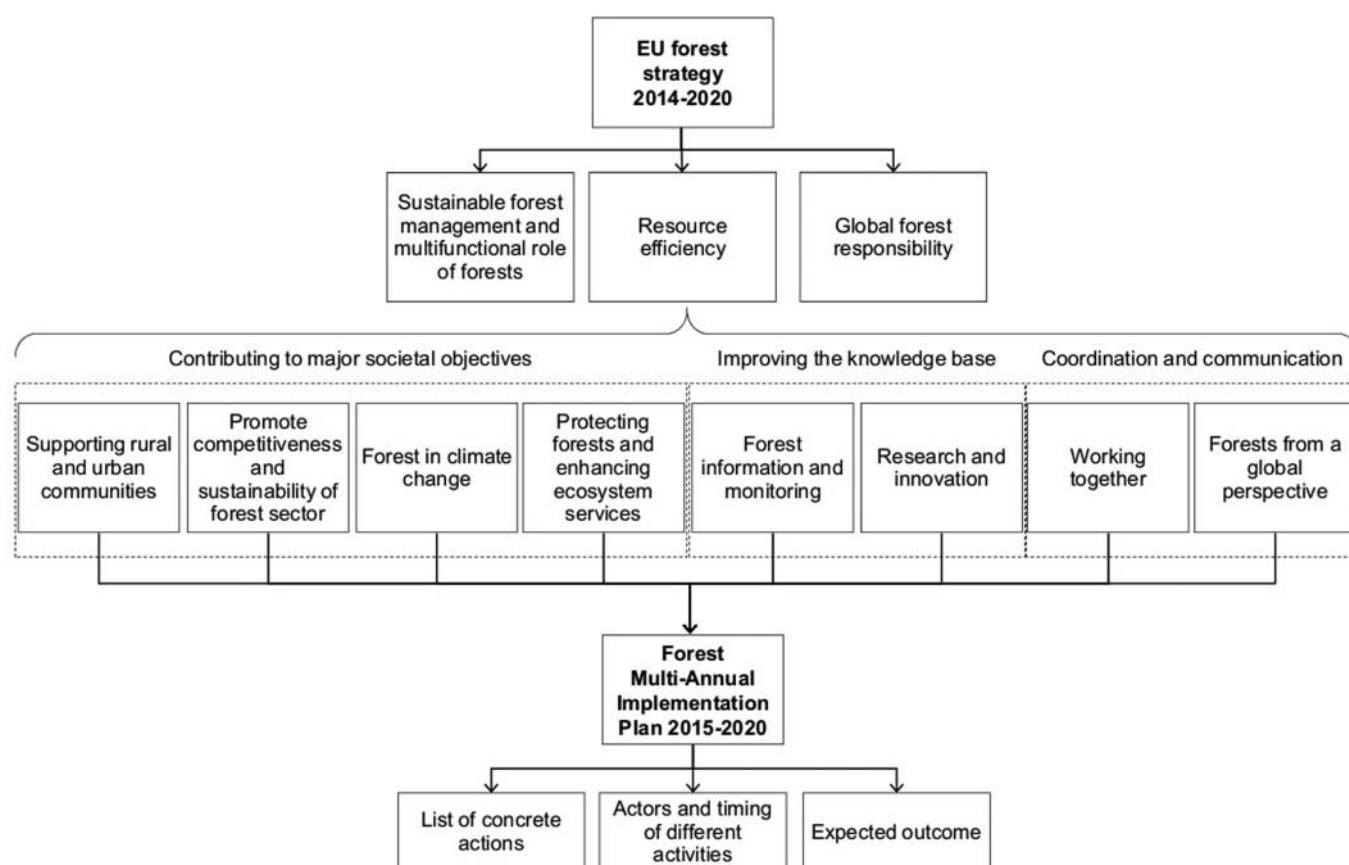 EU forest
strategy
2014-2020
Sustainable forest
management and
multifunctional role
of forests
Resource
efficiency
Global forest
responsibility
Contributing to major societal objectives
Improving the knowledge base
Coordination and communication
Supporting rural
and urban
communities
Promote
competitiveness
and
sustainability of
forest sector
Forest in climate
change
Protecting
forests and
enhancing
ecosystem
services
Forest
information and
monitoring
Research and
innovation
Working
together
Forests from a
global
perspective
Forest
Multi-Annual
Implementation
Plan 2015-2020
List of concrete
actions
Actors and timing
of different
activities
Expected outcome